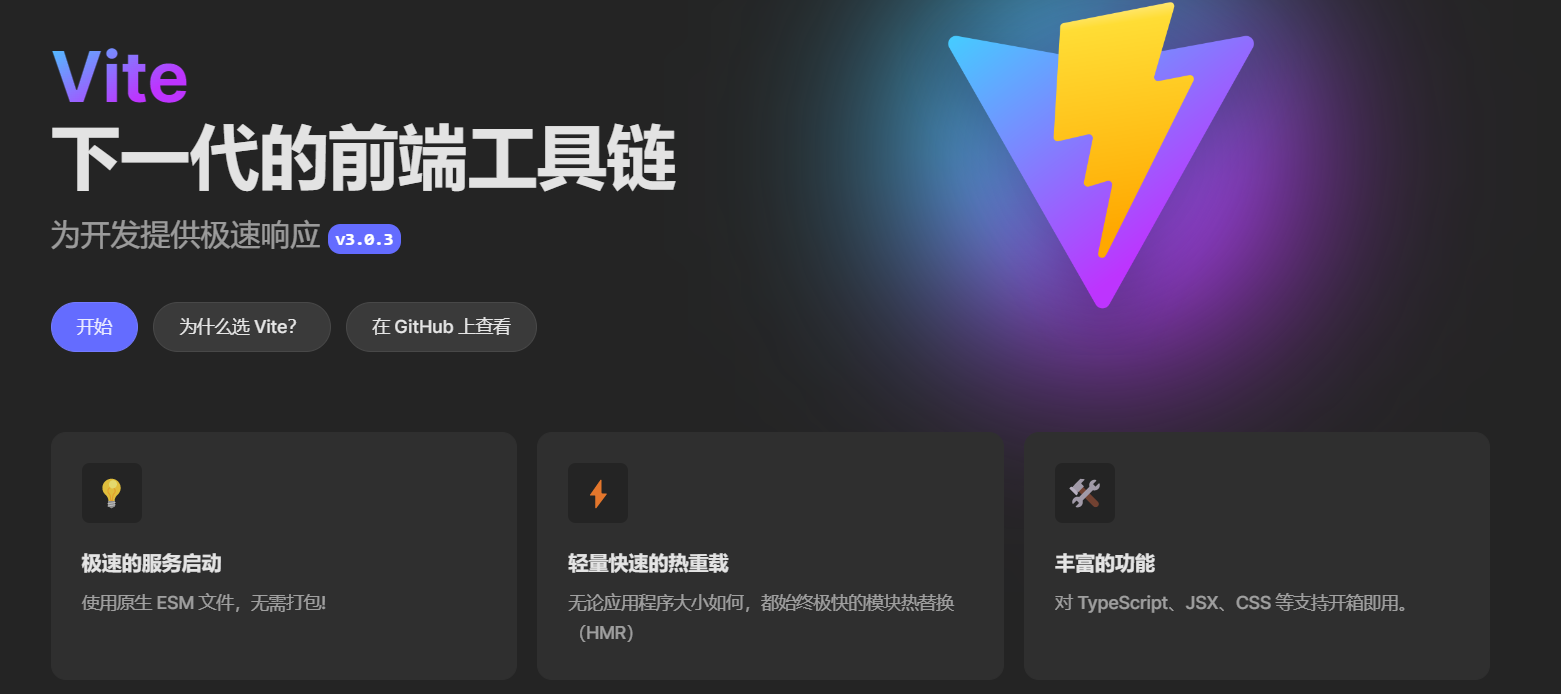 Vite
下一代的前端工具链
为开发提供极速响应 v3.0.3
开始 为什么选 Vite? 在 GitHub 上查看
极速的服务启动
使用原生 ESM 文件，无需打包!
轻量快速的热重载
无论应用程序大小如何，都始终极快的模块热替换
（HMR）
丰富的功能
对 TypeScript、JSX、CSS 等支持开箱即用。